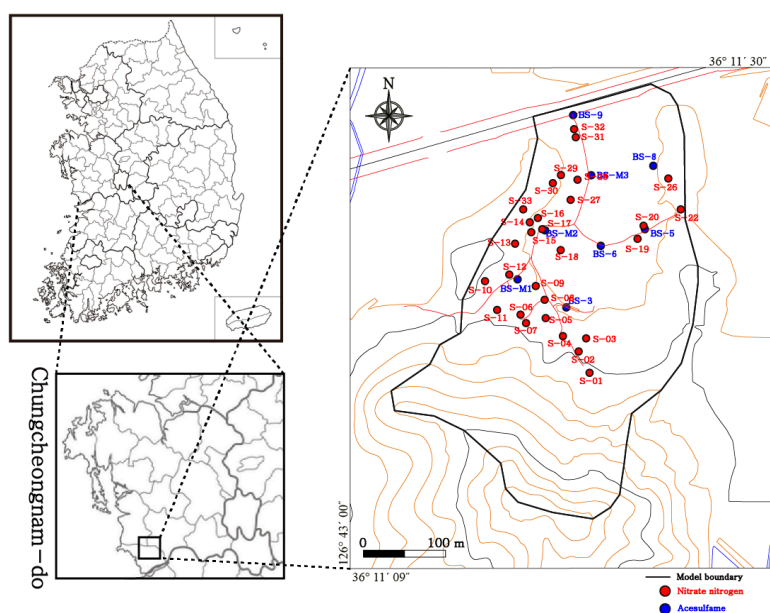 36° 11′ 30″
N
BS-9
S-32
S-31
BS-8
S-29
BS-M3
S-30
S-26
S-27
S-33
S-16
S-22
S-14
S-17
S-20
BS-M2
BS-5
S-15
S-19
S-13
BS-6
S-18
S-12
S-10
BS-M1
S-09
S-08
BS-3
S-11
S-06
S-05
S-07
S-04
S-03
S-02
S-01
Chungcheongnam-do
126° 43′ 00″
0 100 m
36° 11′ 09″
Model boundary
Nitrate nitrogen
Acesulfame